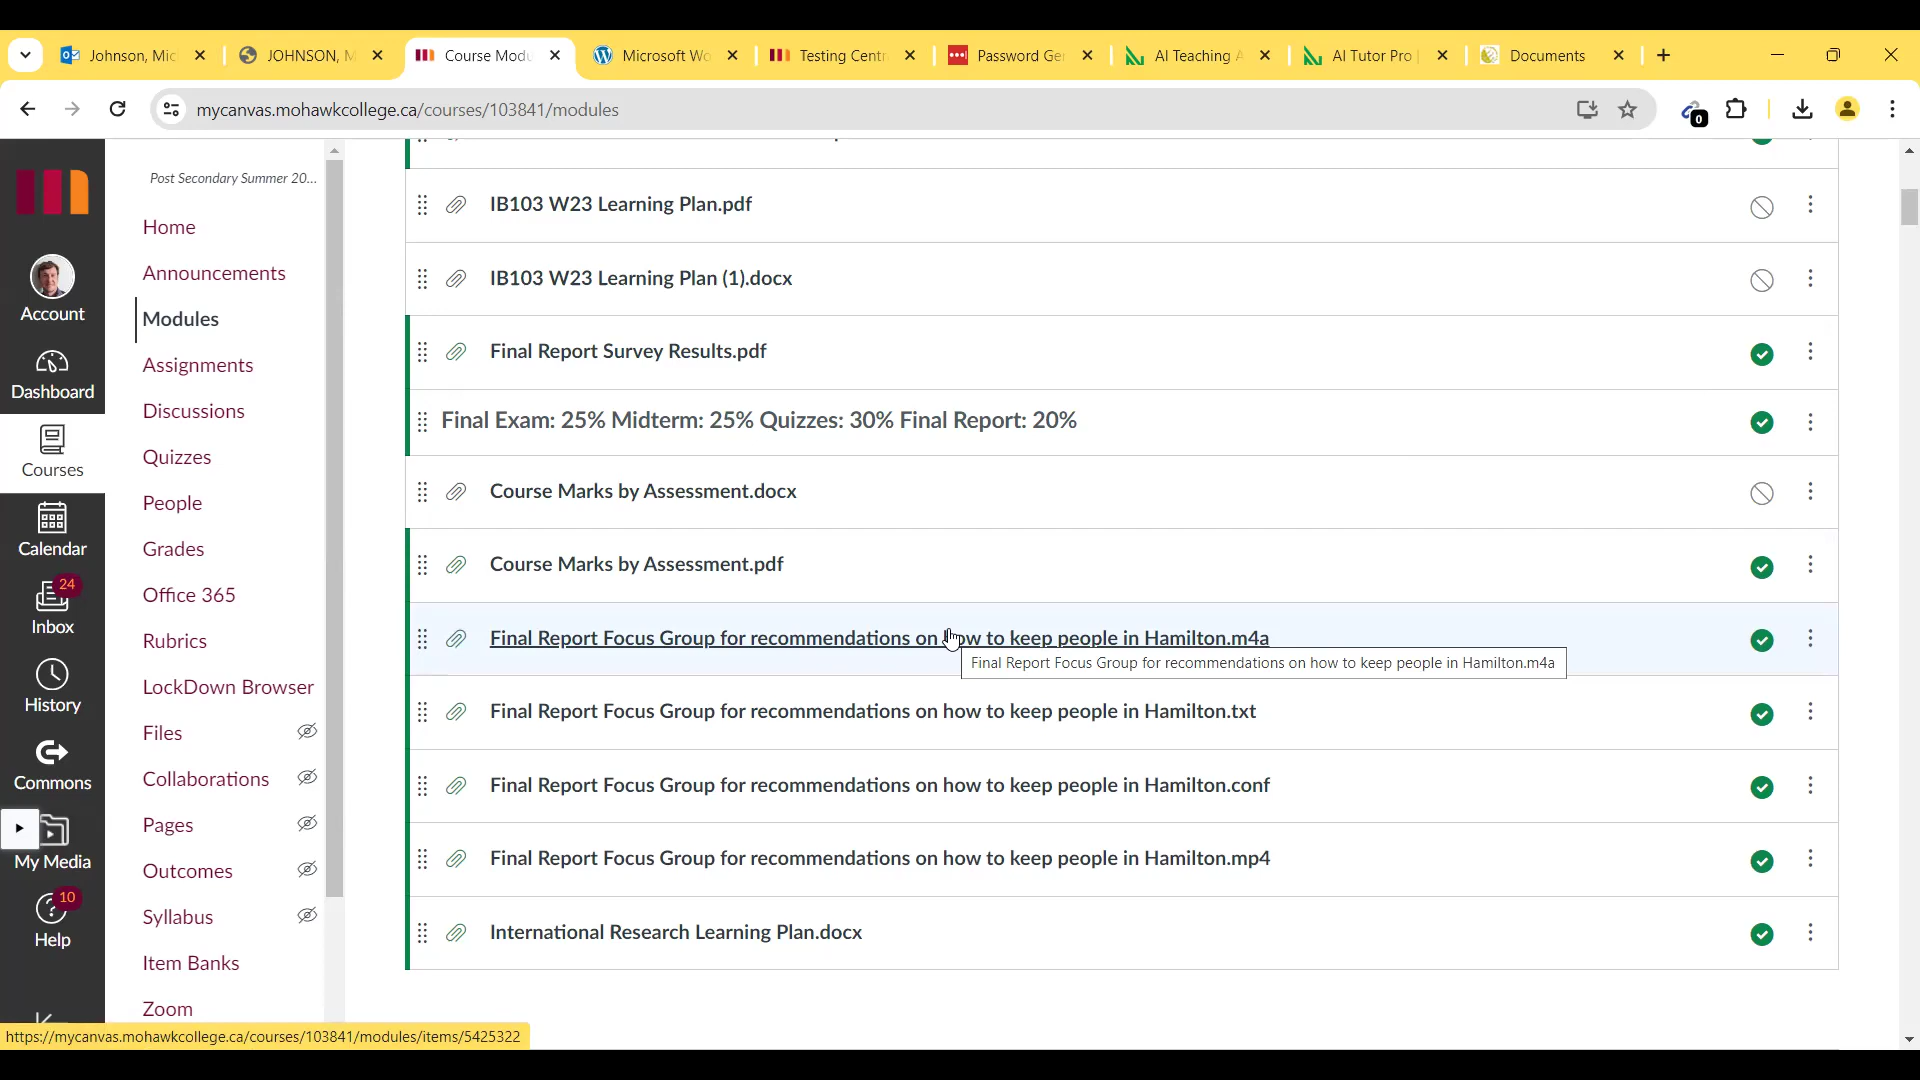 Johnson, Mic
JOHNSON, M
Course Modu
Microsoft Wo
Testing Centr
Password Ge
AI Teaching A
AI Tutor Pro
Documents
mycanvas.mohawkcollege.ca/courses/103841/modules
0
Account
Dashboard
Courses
Calendar
24
Inbox
History
Commons
My Media
10
Help
Post Secondary Summer 20...
Home
Announcements
Modules
Assignments
Discussions
Quizzes
People
Grades
Office 365
Rubrics
LockDown Browser
Files
Collaborations
Pages
Outcomes
Syllabus
Item Banks
Zoom
IB103 W23 Learning Plan.pdf
IB103 W23 Learning Plan (1).docx
Final Report Survey Results.pdf
Final Exam: 25% Midterm: 25% Quizzes: 30% Final Report: 20%
Course Marks by Assessment.docx
Course Marks by Assessment.pdf
Final Report Focus Group for recommendations on how to keep people in Hamilton.m4a
Final Report Focus Group for recommendations on how to keep people in Hamilton.m4a
Final Report Focus Group for recommendations on how to keep people in Hamilton.txt
Final Report Focus Group for recommendations on how to keep people in Hamilton.conf
Final Report Focus Group for recommendations on how to keep people in Hamilton.mp4
International Research Learning Plan.docx
https://mycanvas.mohawkcollege.ca/courses/103841/modules/items/5425322